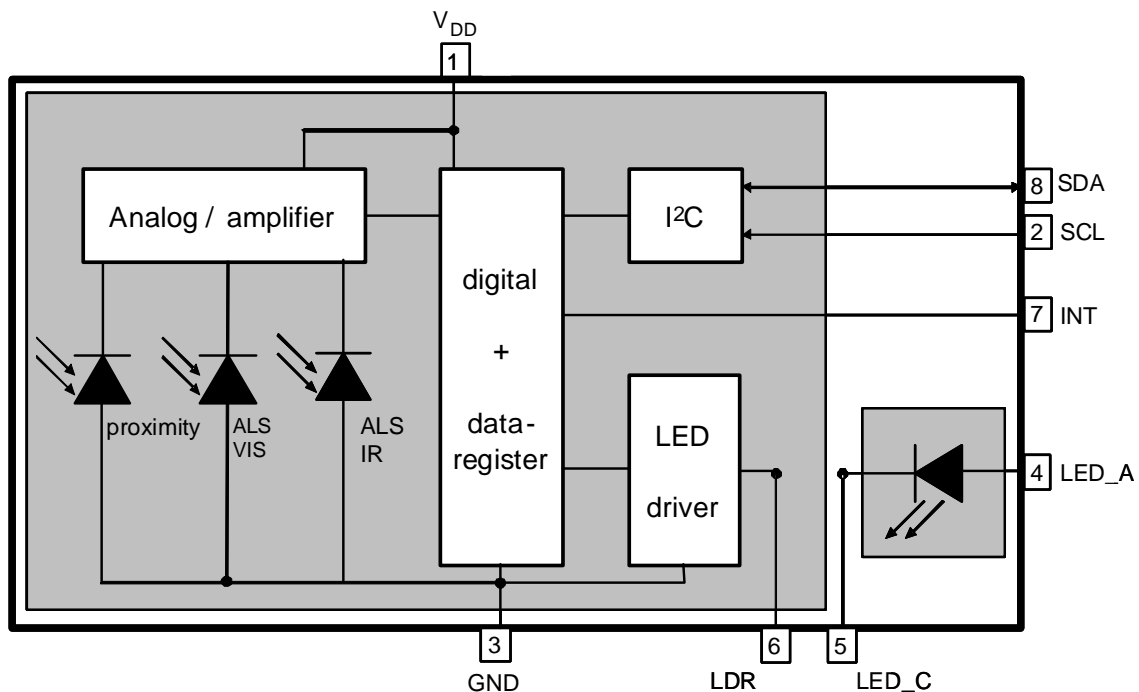 VDD
1
Analog / amplifier
I²C
8 SDA
2 SCL
digital
+
data-
register
7 INT
proximity
ALS
VIS
ALS
IR
LED
driver
4 LED_A
3
GND
6
LDR
5
LED_C